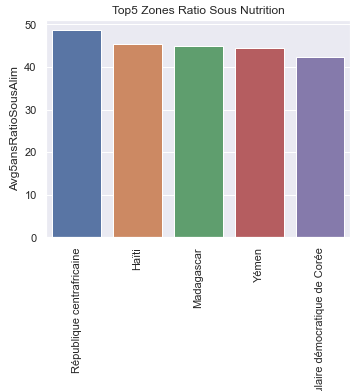 Top5 Zones Ratio Sous Nutrition
Avg5ansRatioSousAlim
50
40
30
20
10
0
République centrafricaine
Haïti
Madagascar
Yémen
ulaire démocratique de Corée